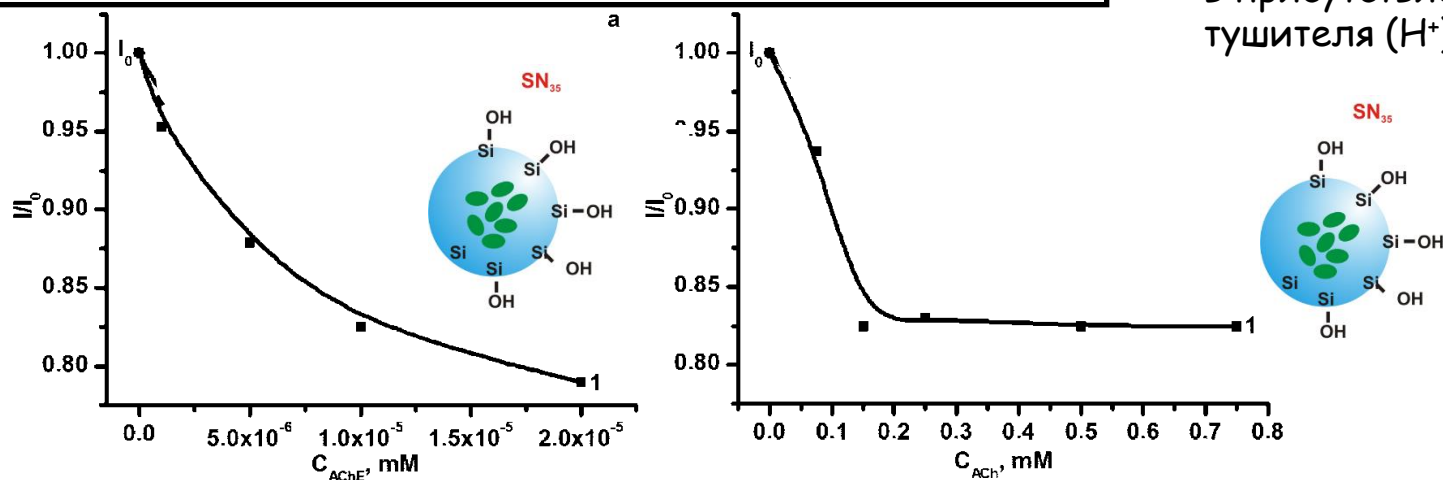 а
в присутствии
тушителя (H⁺)
1.00
0.95
0.90
0.85
0.80
I/I₀
I₀
0.0
5.0x10⁻⁶
1.0x10⁻⁵
1.5x10⁻⁵
2.0x10⁻⁵
C_AChE, mM
1
SN₃₅
OH
Si
OH
Si
Si–OH
Si
OH
Si
Si
OH
1.00
.95
0.90
0.85
0.80
I/I₀
I₀
0.0
0.1
0.2
0.3
0.4
0.5
0.6
0.7
0.8
C_ACh, mM
1
SN₃₅
OH
Si
OH
Si
Si–OH
Si
OH
Si
Si
OH